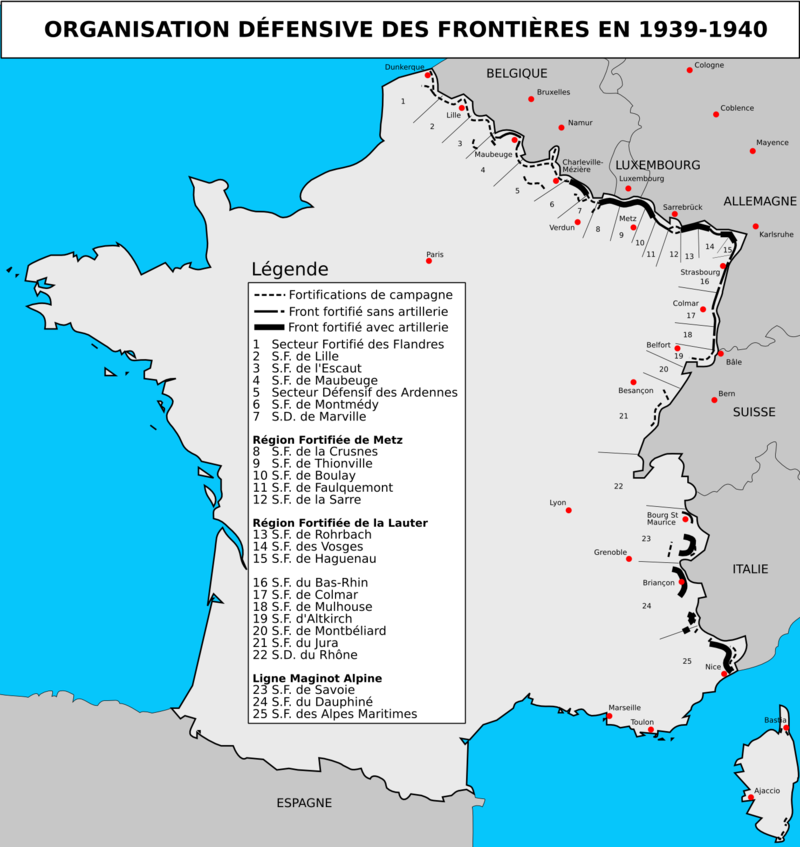 ORGANISATION DÉFENSIVE DES FRONTIÈRES EN 1939-1940
Dunkerque
BELGIQUE
Cologne
Bruxelles
1
Lille
Coblence
2
Namur
3
Maubeuge
Mayence
4
Charleville-
Mézière
LUXEMBOURG
Luxembourg
5
ALLEMAGNE
6
7
Verdun
8
Metz
9
10
11
Sarrebrück
12
13
14
15
Karlsruhe
Paris
Strasbourg
16
Colmar
17
18
Belfort
19
Bâle
20
Besançon
Bern
21
SUISSE
22
Lyon
Bourg St
Maurice
23
Grenoble
ITALIE
Briançon
24
25
Nice
Marseille
Toulon
Bastia
Ajaccio
ESPAGNE
Légende
Fortifications de campagne
Front fortifié sans artillerie
Front fortifié avec artillerie
1 Secteur Fortifié des Flandres
2 S.F. de Lille
3 S.F. de l'Escaut
4 S.F. de Maubeuge
5 Secteur Défensif des Ardennes
6 S.F. de Montmédy
7 S.D. de Marville
Région Fortifiée de Metz
8 S.F. de la Crusnes
9 S.F. de Thionville
10 S.F. de Boulay
11 S.F. de Faulquemont
12 S.F. de la Sarre
Région Fortifiée de la Lauter
13 S.F. de Rohrbach
14 S.F. des Vosges
15 S.F. de Haguenau
16 S.F. du Bas-Rhin
17 S.F. de Colmar
18 S.F. de Mulhouse
19 S.F. d'Altkirch
20 S.F. de Montbéliard
21 S.F. du Jura
22 S.D. du Rhône
Ligne Maginot Alpine
23 S.F. de Savoie
24 S.F. du Dauphiné
25 S.F. des Alpes Maritimes